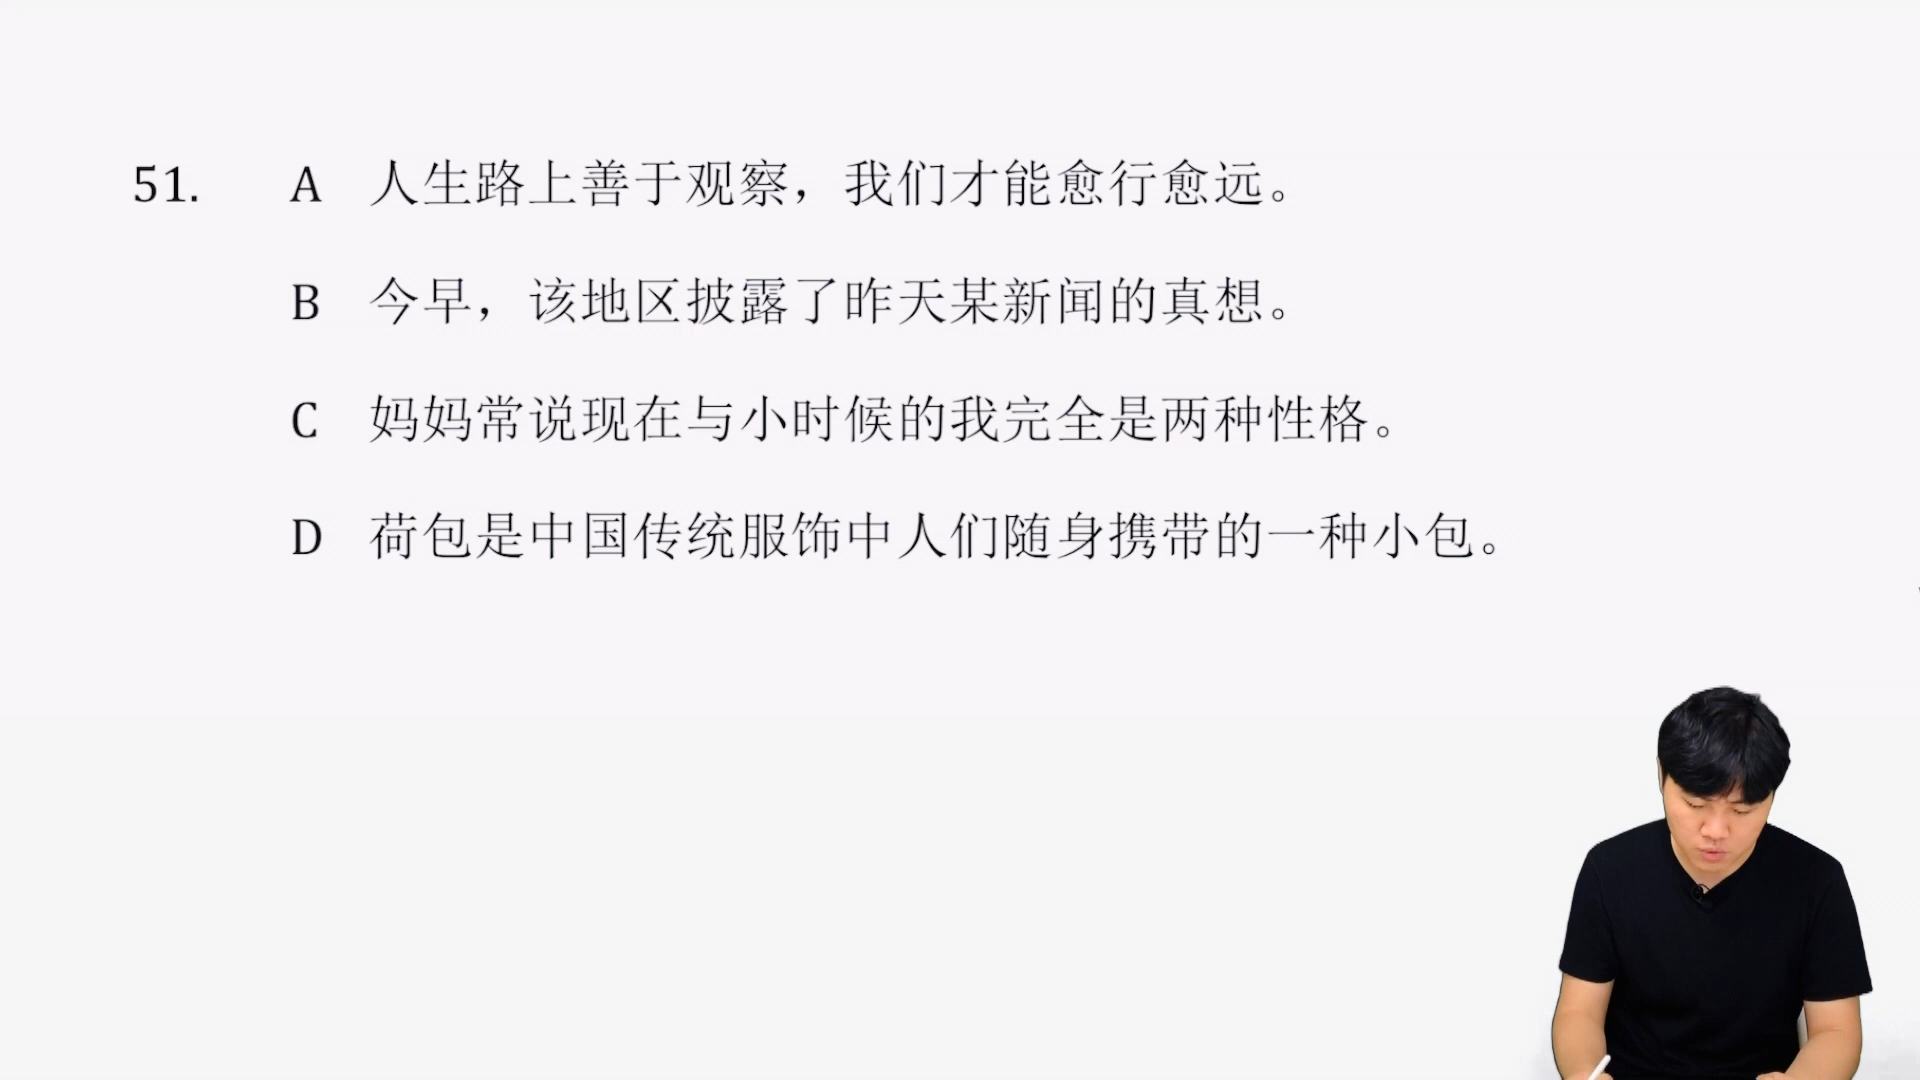 51. A 人生路上善于观察，我们才能愈行愈远。
B 今早，该地区披露了昨天某新闻的真想。
C 妈妈常说现在与小时候的我完全是两种性格。
D 荷包是中国传统服饰中人们随身携带的一种小包。